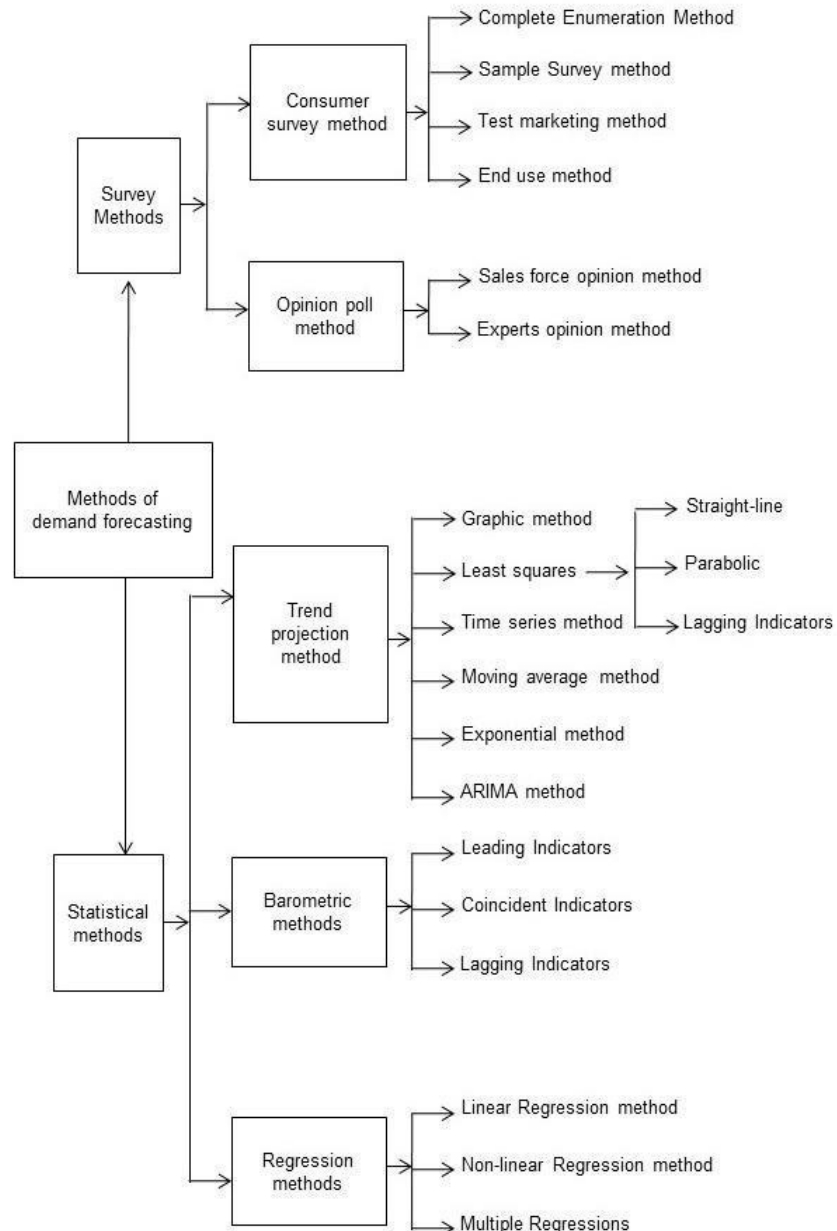 Complete Enumeration Method
Sample Survey method
Consumer
survey method
Test marketing method
End use method
Survey
Methods
Opinion poll
method
Sales force opinion method
Experts opinion method
Methods of
demand forecasting
Trend
projection
method
Graphic method
Least squares
Straight-line
Parabolic
Lagging Indicators
Time series method
Moving average method
Exponential method
ARIMA method
Statistical
methods
Barometric
methods
Leading Indicators
Coincident Indicators
Lagging Indicators
Regression
methods
Linear Regression method
Non-linear Regression method
Multiple Regressions